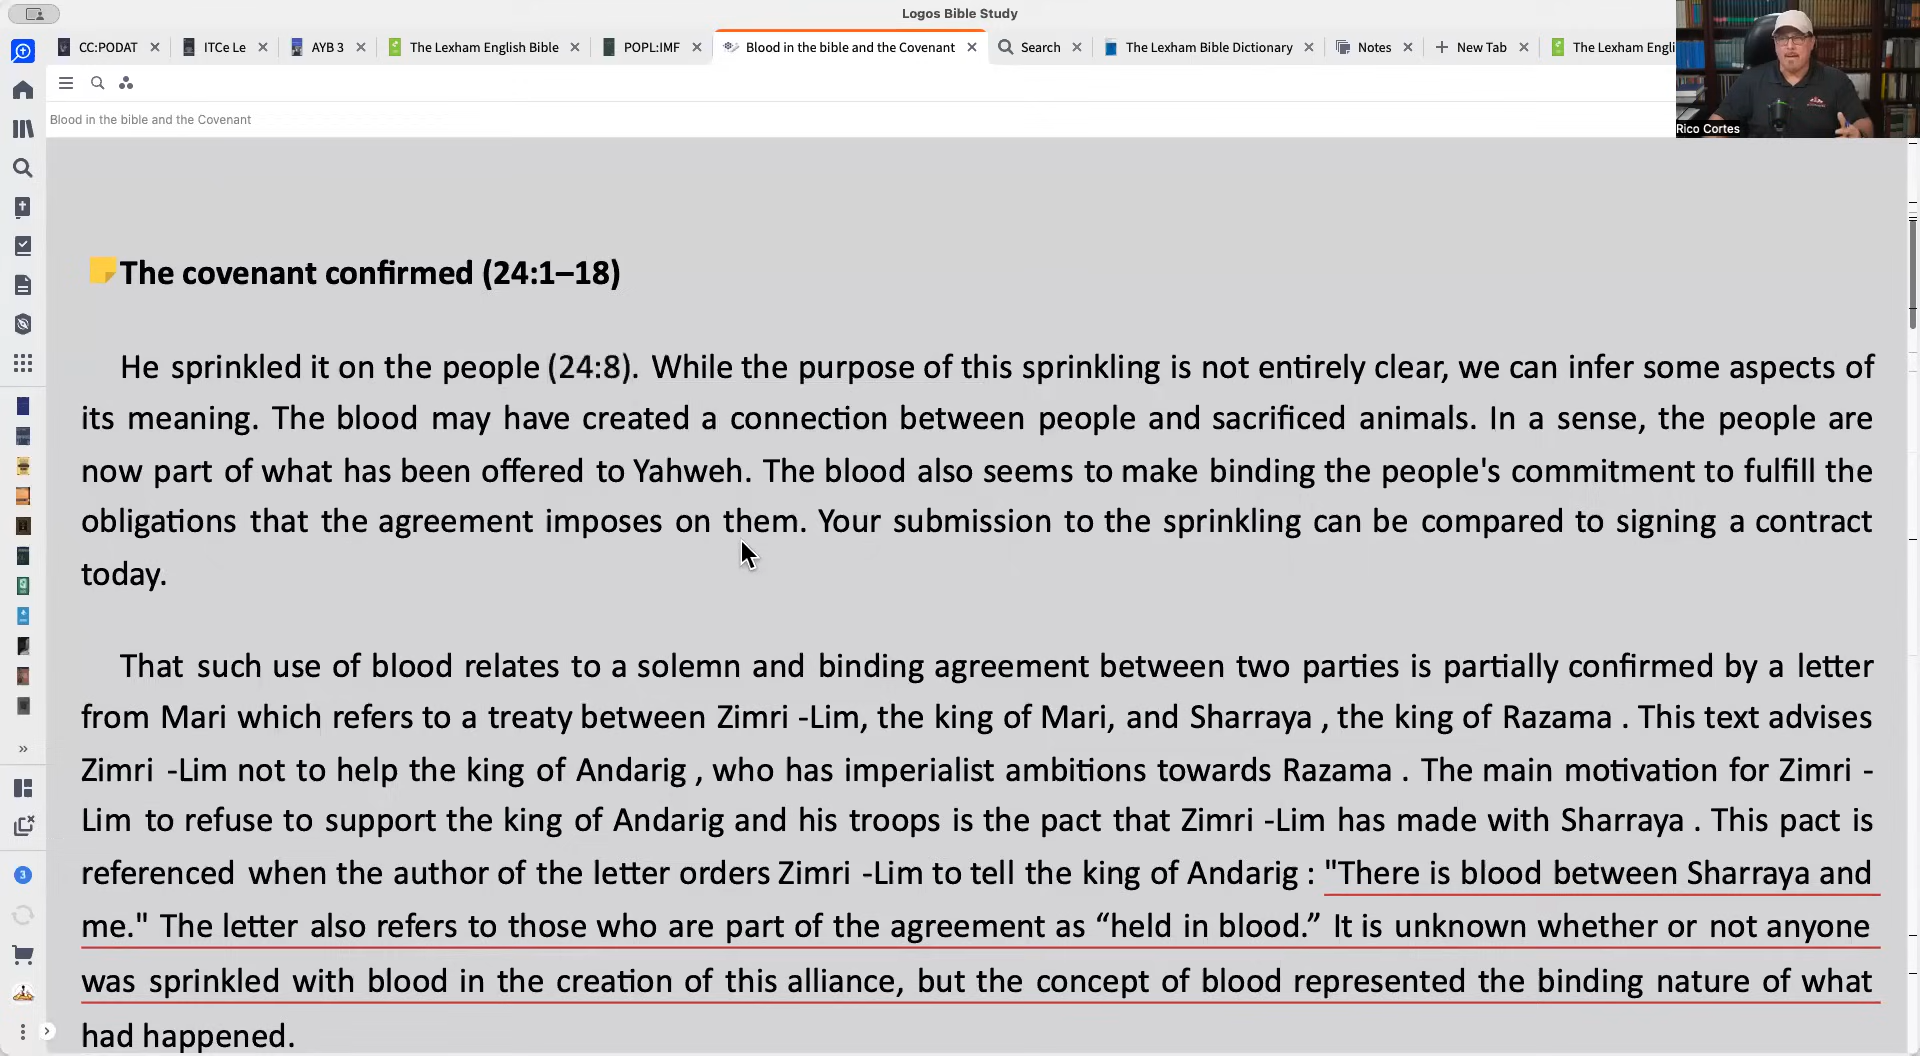 Logos Bible Study
CC:PODAT
ITCe Le
AYB 3
The Lexham English Bible
POPL:IMF
Blood in the bible and the Covenant
Search
The Lexham Bible Dictionary
Notes
New Tab
The Lexham Engli
Blood in the bible and the Covenant
Rico Cortes
The covenant confirmed (24:1–18)
He sprinkled it on the people (24:8). While the purpose of this sprinkling is not entirely clear, we can infer some aspects of
its meaning. The blood may have created a connection between people and sacrificed animals. In a sense, the people are
now part of what has been offered to Yahweh. The blood also seems to make binding the people's commitment to fulfill the
obligations that the agreement imposes on them. Your submission to the sprinkling can be compared to signing a contract
today.
That such use of blood relates to a solemn and binding agreement between two parties is partially confirmed by a letter
from Mari which refers to a treaty between Zimri -Lim, the king of Mari, and Sharraya , the king of Razama . This text advises
Zimri -Lim not to help the king of Andarig , who has imperialist ambitions towards Razama . The main motivation for Zimri -
Lim to refuse to support the king of Andarig and his troops is the pact that Zimri -Lim has made with Sharraya . This pact is
referenced when the author of the letter orders Zimri -Lim to tell the king of Andarig : "There is blood between Sharraya and
me." The letter also refers to those who are part of the agreement as “held in blood.” It is unknown whether or not anyone
was sprinkled with blood in the creation of this alliance, but the concept of blood represented the binding nature of what
had happened.
3